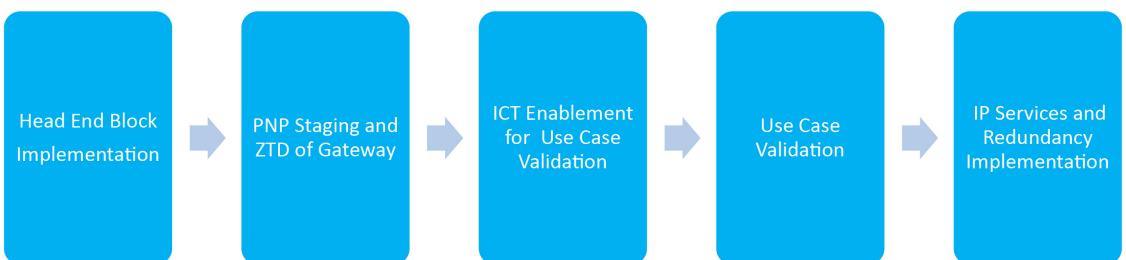 Head End Block
Implementation
PNP Staging and
ZTD of Gateway
ICT Enablement
for Use Case
Validation
Use Case
Validation
IP Services and
Redundancy
Implementation